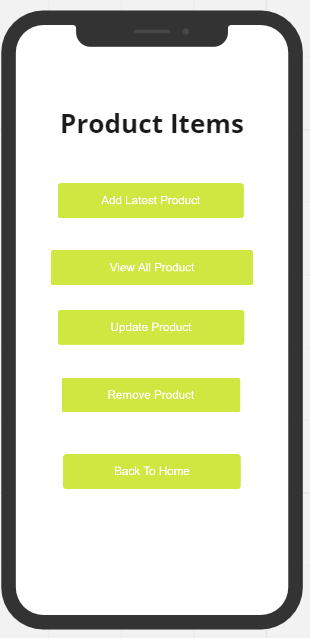 Product Items
Add Latest Product
View All Product
Update Product
Remove Product
Back To Home